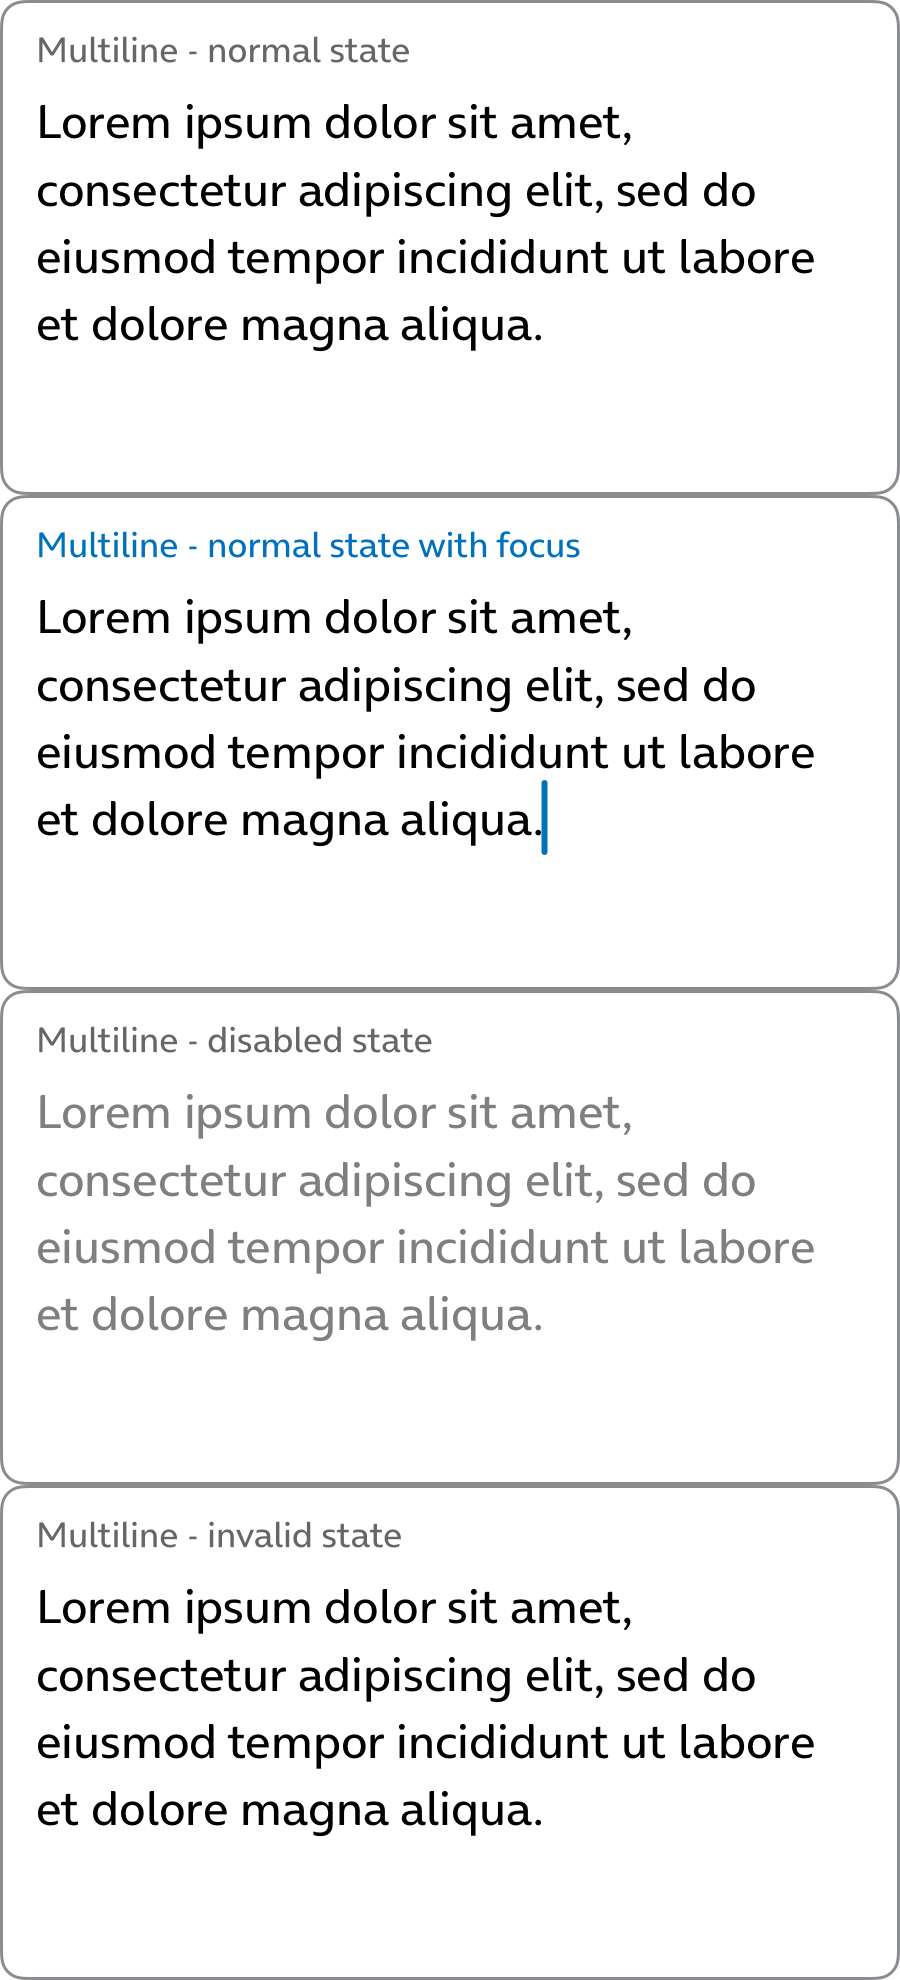 Multiline - normal state
Lorem ipsum dolor sit amet,
consectetur adipiscing elit, sed do
eiusmod tempor incididunt ut labore
et dolore magna aliqua.
Multiline - normal state with focus
Lorem ipsum dolor sit amet,
consectetur adipiscing elit, sed do
eiusmod tempor incididunt ut labore
et dolore magna aliqua.
Multiline - disabled state
Lorem ipsum dolor sit amet,
consectetur adipiscing elit, sed do
eiusmod tempor incididunt ut labore
et dolore magna aliqua.
Multiline - invalid state
Lorem ipsum dolor sit amet,
consectetur adipiscing elit, sed do
eiusmod tempor incididunt ut labore
et dolore magna aliqua.